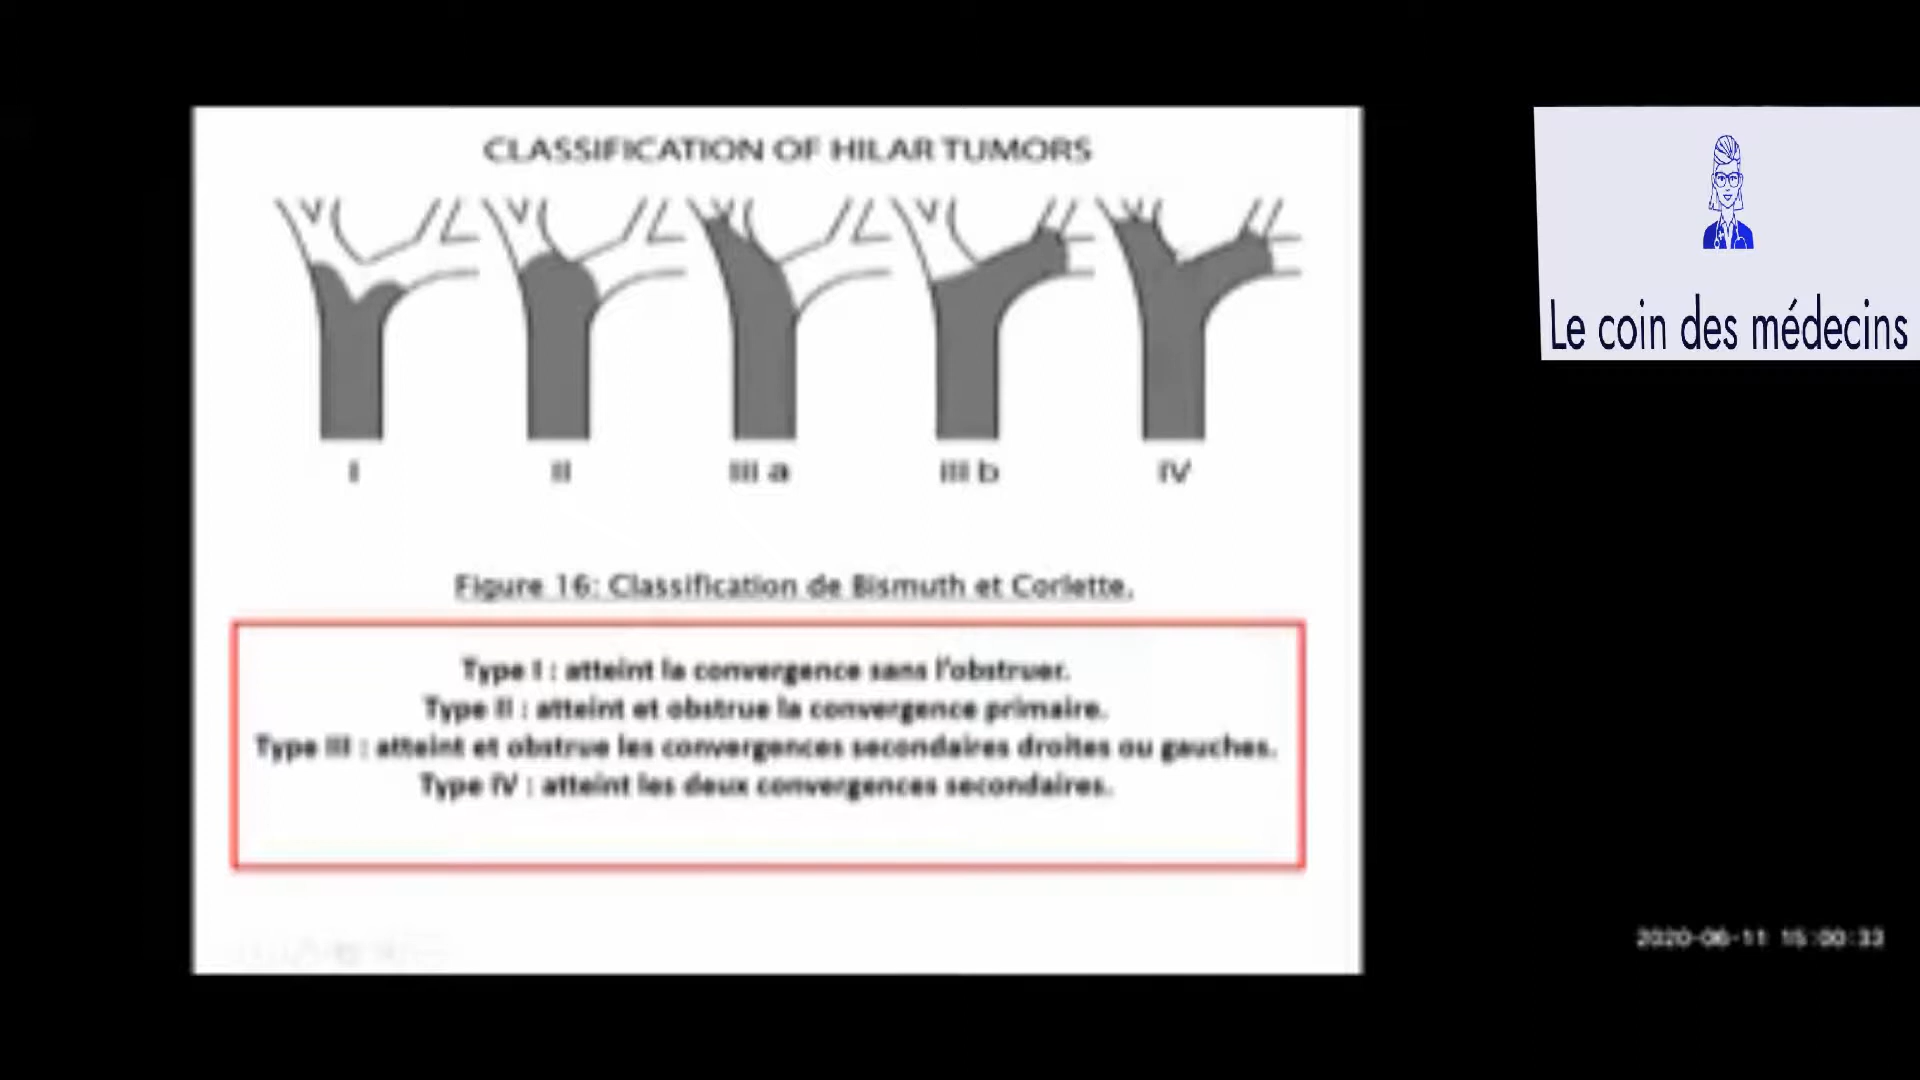 CLASSIFICATION OF HILAR TUMORS
I II III a III b IV
Figure 16: Classification de Bismuth et Corlette.
Type I : atteint la convergence sans l'obstruer.
Type II : atteint et obstrue la convergence primaire.
Type III : atteint et obstrue les convergences secondaires droites ou gauches.
Type IV : atteint les deux convergences secondaires.
Le coin des médecins
2020-06-11 15:00:33